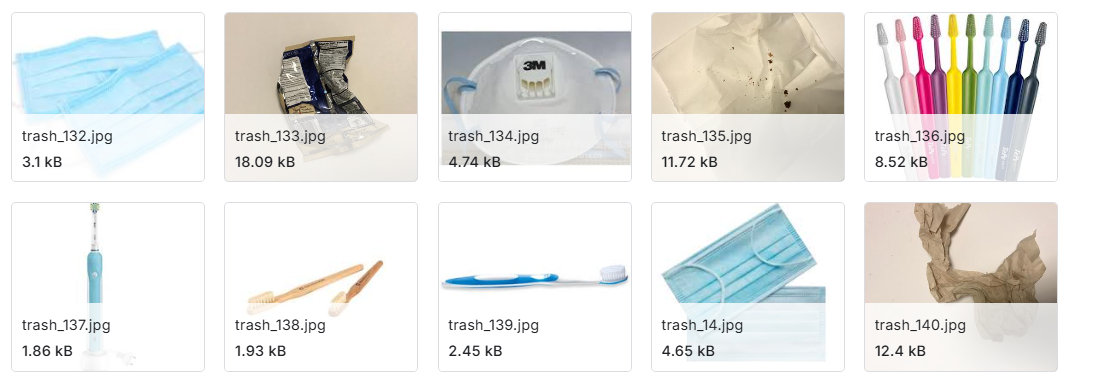 3M
trash_132.jpg
3.1 kB
trash_133.jpg
18.09 kB
trash_134.jpg
4.74 kB
trash_135.jpg
11.72 kB
trash_136.jpg
8.52 kB
trash_137.jpg
1.86 kB
trash_138.jpg
1.93 kB
trash_139.jpg
2.45 kB
trash_14.jpg
4.65 kB
trash_140.jpg
12.4 kB